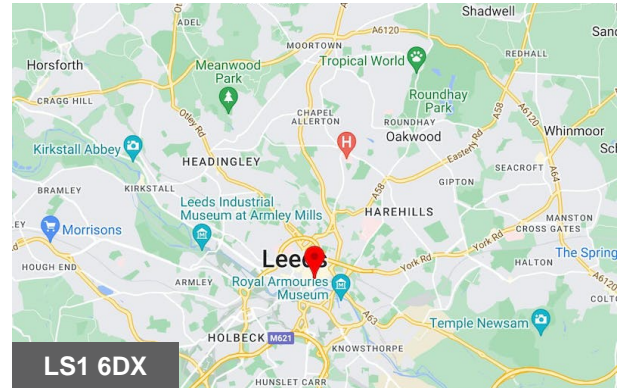 Shadwell
ADEL
A6120
Sand
MOORTOWN
REDHALL
Horsforth
Meanwood
Park
Tropical World
CRAGG HILL
Otley Rd
Roundhay
Park
A58
CHAPEL
ALLERTON
ROUNDHAY
Oakwood
Whinmoor
Kirkstall Abbey
H
Easterly Rd
Sch
HEADINGLEY
A64
SEACROFT
BRAMLEY
KIRKSTALL
A58
GIPTON
Leeds Industrial
Museum at Armley Mills
HAREHILLS
MANSTON
LEY
Morrisons
CROSS GATES
York Rd
The Spring
Leeds
HOUGH END
York Rd
HALTON
ARMLEY
Royal Armouries
Museum
A6120
COLTO
A63
Temple Newsam
HOLBECK
M621
KNOWSTHORPE
LS1 6DX
HUNSLET CARR